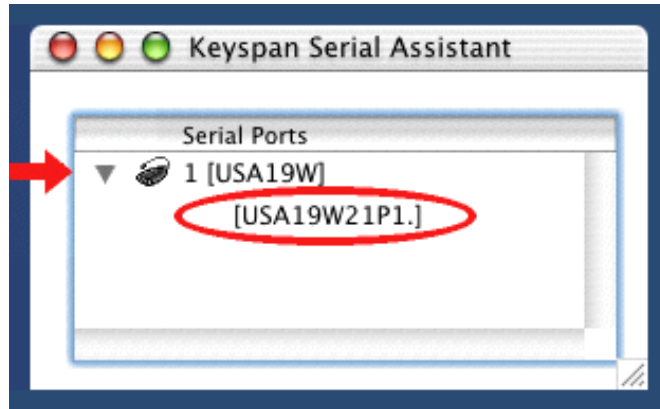 Keyspan Serial Assistant
Serial Ports
1 [USA19W]
[USA19W21P1.]